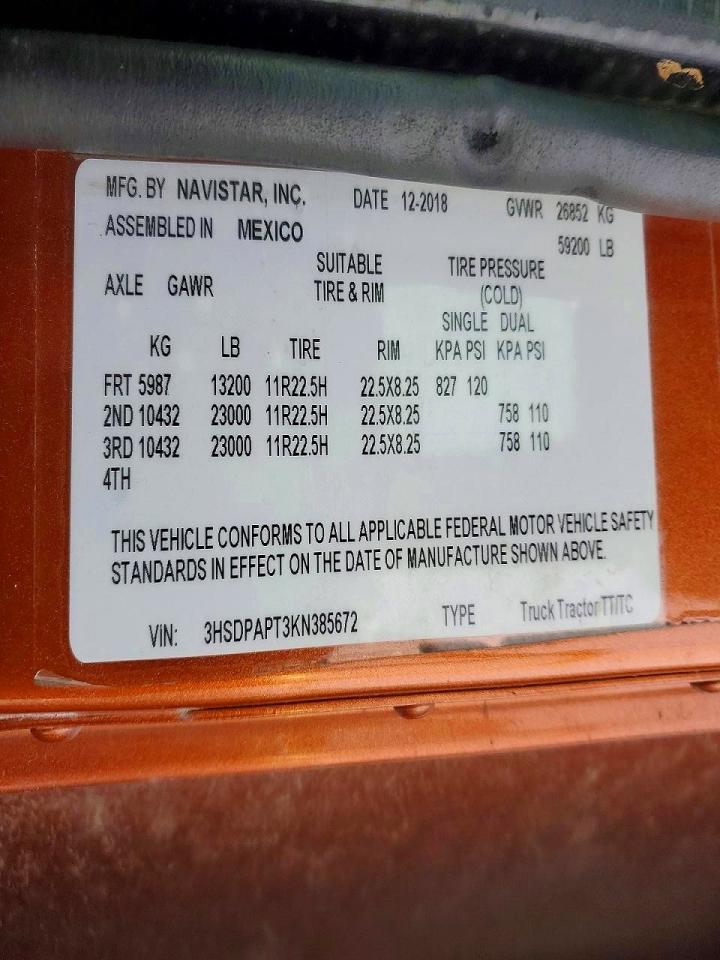 MFG. BY NAVISTAR, INC. DATE 12-2018 GVWR 26852 KG
ASSEMBLED IN MEXICO 59200 LB
SUITABLE TIRE PRESSURE
AXLE GAWR TIRE & RIM (COLD)
SINGLE DUAL
KG LB TIRE RIM KPA PSI KPA PSI
FRT 5987 13200 11R22.5H 22.5X8.25 827 120
2ND 10432 23000 11R22.5H 22.5X8.25 758 110
3RD 10432 23000 11R22.5H 22.5X8.25 758 110
4TH
THIS VEHICLE CONFORMS TO ALL APPLICABLE FEDERAL MOTOR VEHICLE SAFETY
STANDARDS IN EFFECT ON THE DATE OF MANUFACTURE SHOWN ABOVE.
VIN: 3HSDPAPT3KN385672 TYPE Truck Tractor TT/TC